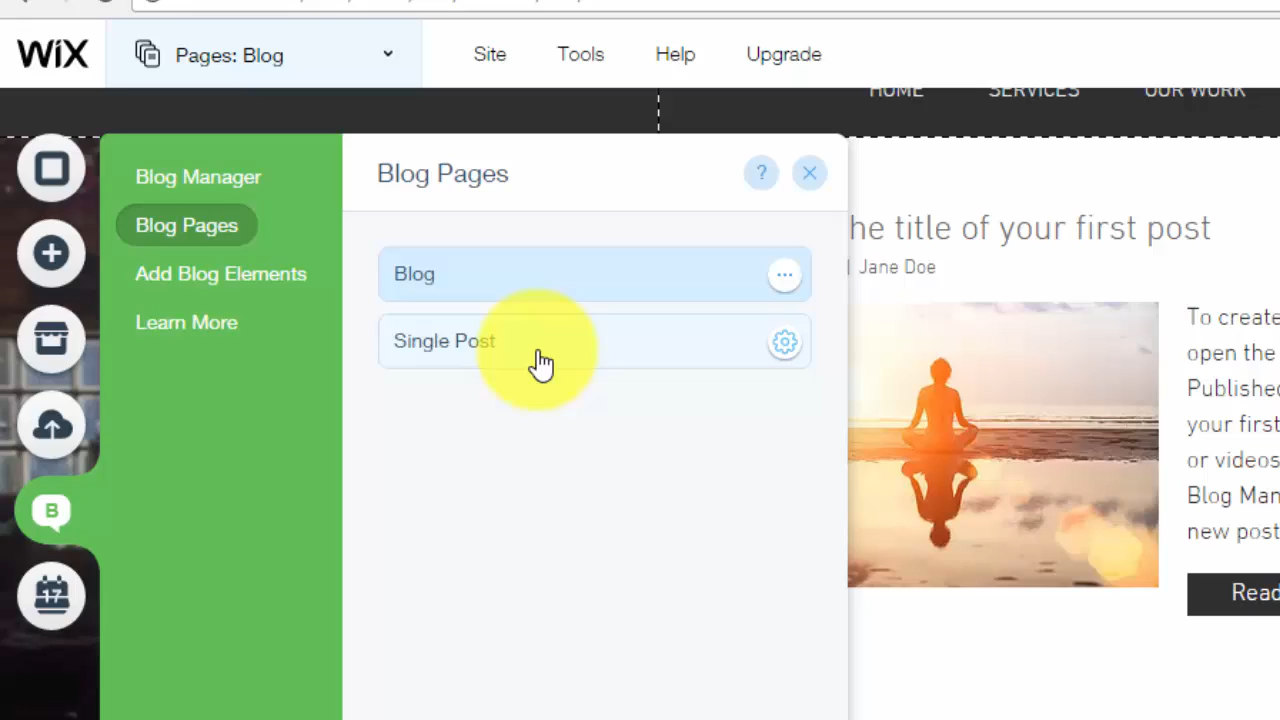 WiX
Pages: Blog
Site
Tools
Help
Upgrade
HOME
SERVICES
OUR WORK
Blog Manager
Blog Pages
Add Blog Elements
Learn More
Blog Pages
?
Blog
Single Post
B
17
he title of your first post
| Jane Doe
To create
open the
Published
your first
or videos
Blog Man
new post
Read